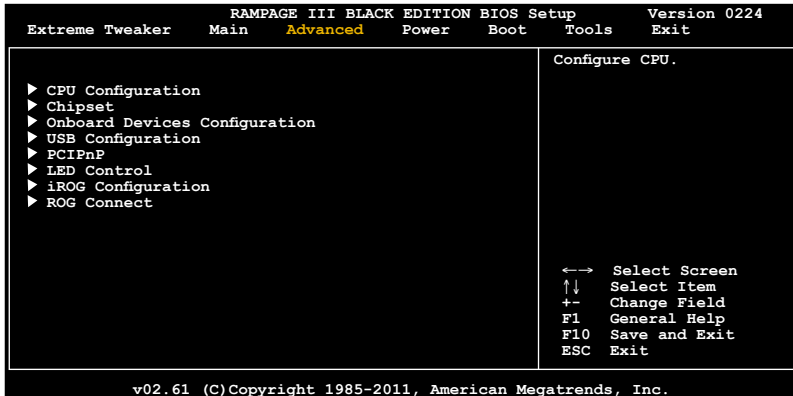 RAMPAGE III BLACK EDITION BIOS Setup Version 0224
Extreme Tweaker Main Advanced Power Boot Tools Exit
Configure CPU.
CPU Configuration
Chipset
Onboard Devices Configuration
USB Configuration
PCIPnP
LED Control
iROG Configuration
ROG Connect
←→ Select Screen
↑↓ Select Item
+- Change Field
F1 General Help
F10 Save and Exit
ESC Exit
v02.61 (C)Copyright 1985-2011, American Megatrends, Inc.